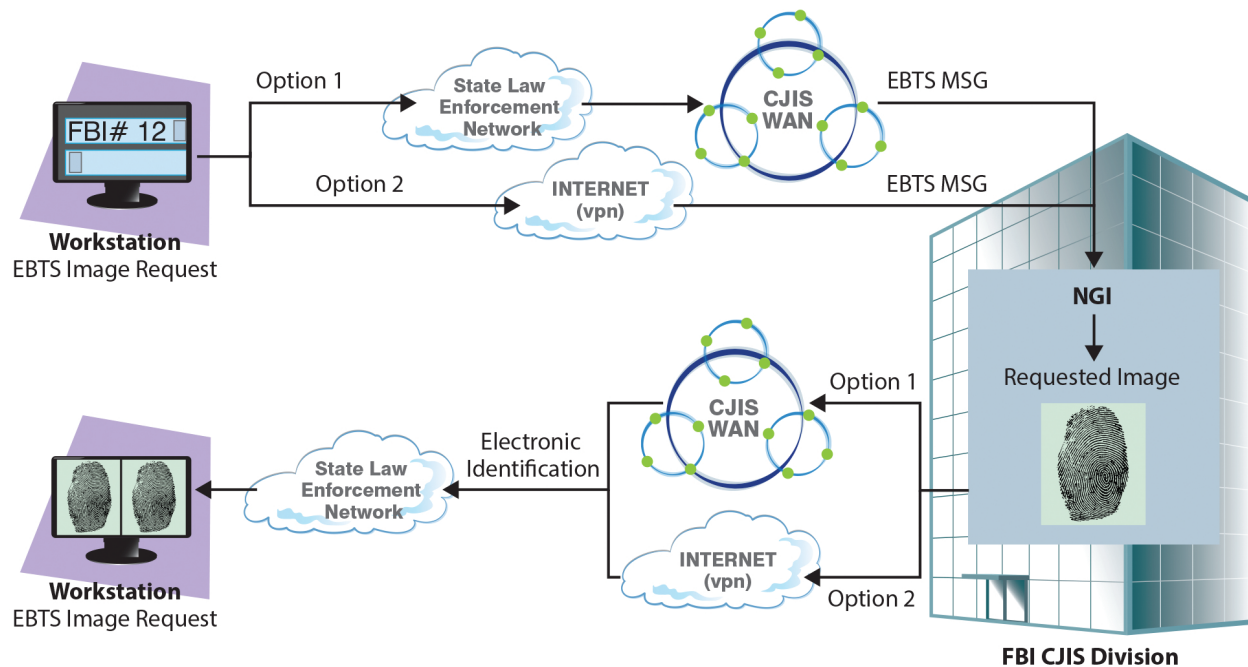 Option 1
State Law
Enforcement
Network
CJIS
WAN
EBTS MSG
FBI# 12
Option 2
INTERNET
(vpn)
EBTS MSG
Workstation
EBTS Image Request
NGI
Requested Image
Option 1
CJIS
WAN
Electronic
Identification
State Law
Enforcement
Network
INTERNET
(vpn)
Option 2
Workstation
EBTS Image Request
FBI CJIS Division